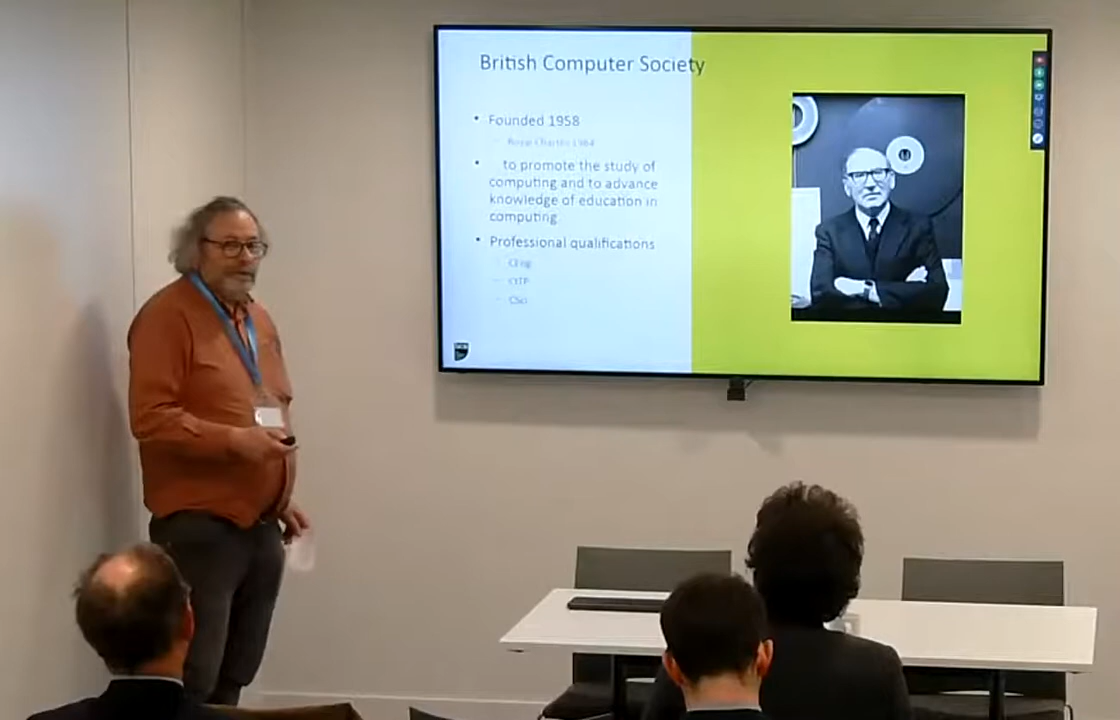 British Computer Society
• Founded 1958
– Royal Charter 1984
• to promote the study of
computing and to advance
knowledge of education in
computing
• Professional qualifications
– CEng
– CITP
– CSci